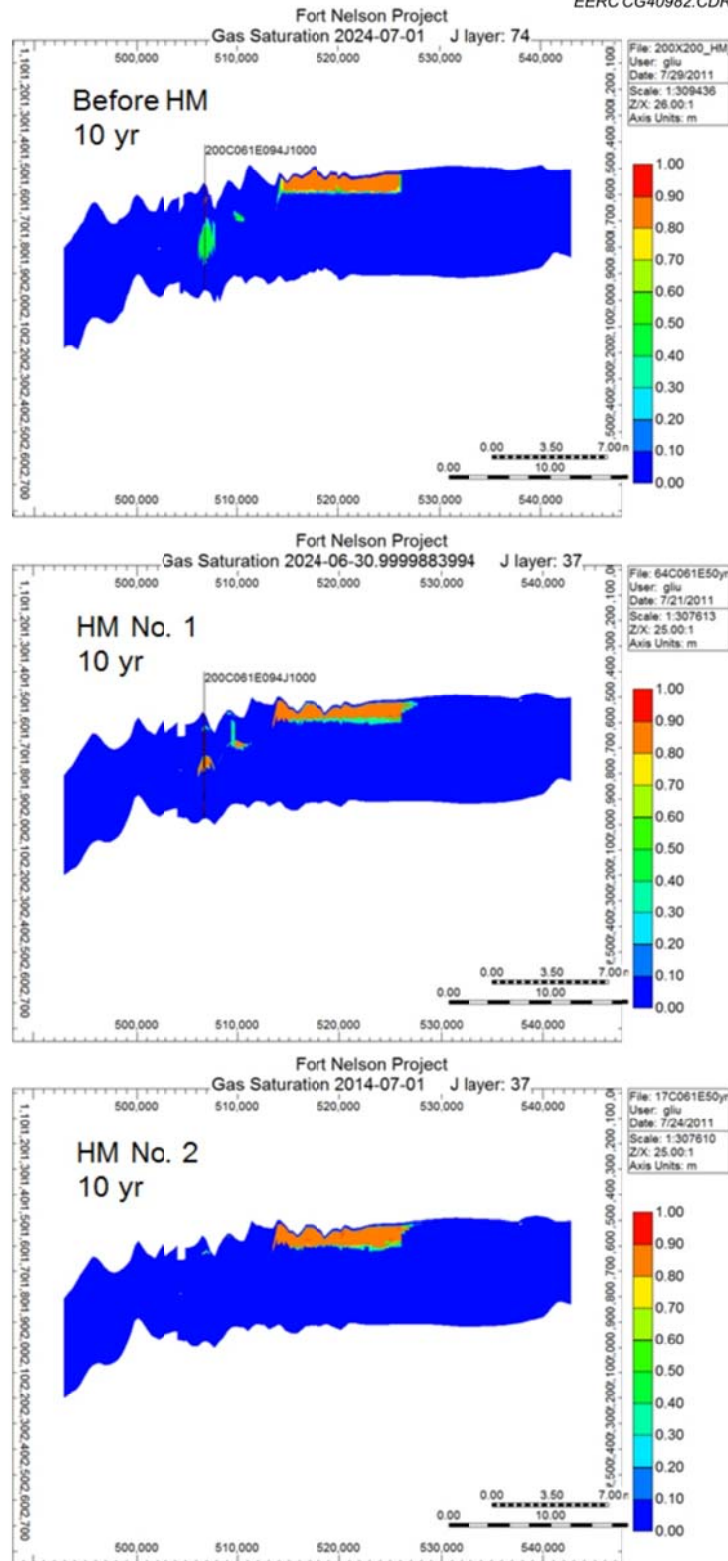 EERC CG40982.CDR
Fort Nelson Project
Gas Saturation 2024-07-01 J layer: 74
File: 200X200_HM
User: gliu
Date: 7/29/2011
Scale: 1:309436
Z/X: 26.00:1
Axis Units: m
500,000 510,000 520,000 530,000 540,000
Before HM
10 yr
200C061E094J1000
1.00
0.90
0.80
0.70
0.60
0.50
0.40
0.30
0.20
0.10
0.00
0.00 3.50 7.00
0.00 10.00
500,000 510,000 520,000 530,000 540,000
Fort Nelson Project
Gas Saturation 2024-06-30.9999883994 J layer: 37
File: 64C061E50yr
User: gliu
Date: 7/21/2011
Scale: 1:307613
Z/X: 25.00:1
Axis Units: m
500,000 510,000 520,000 530,000 540,000
HM No. 1
10 yr
200C061E094J1000
1.00
0.90
0.80
0.70
0.60
0.50
0.40
0.30
0.20
0.10
0.00
0.00 3.50 7.00
0.00 10.00
500,000 510,000 520,000 530,000 540,000
Fort Nelson Project
Gas Saturation 2014-07-01 J layer: 37
File: 17C061E50yr
User: gliu
Date: 7/24/2011
Scale: 1:307610
Z/X: 25.00:1
Axis Units: m
500,000 510,000 520,000 530,000 540,000
HM No. 2
10 yr
1.00
0.90
0.80
0.70
0.60
0.50
0.40
0.30
0.20
0.10
0.00
0.00 3.50 7.00
0.00 10.00
500,000 510,000 520,000 530,000 540,000